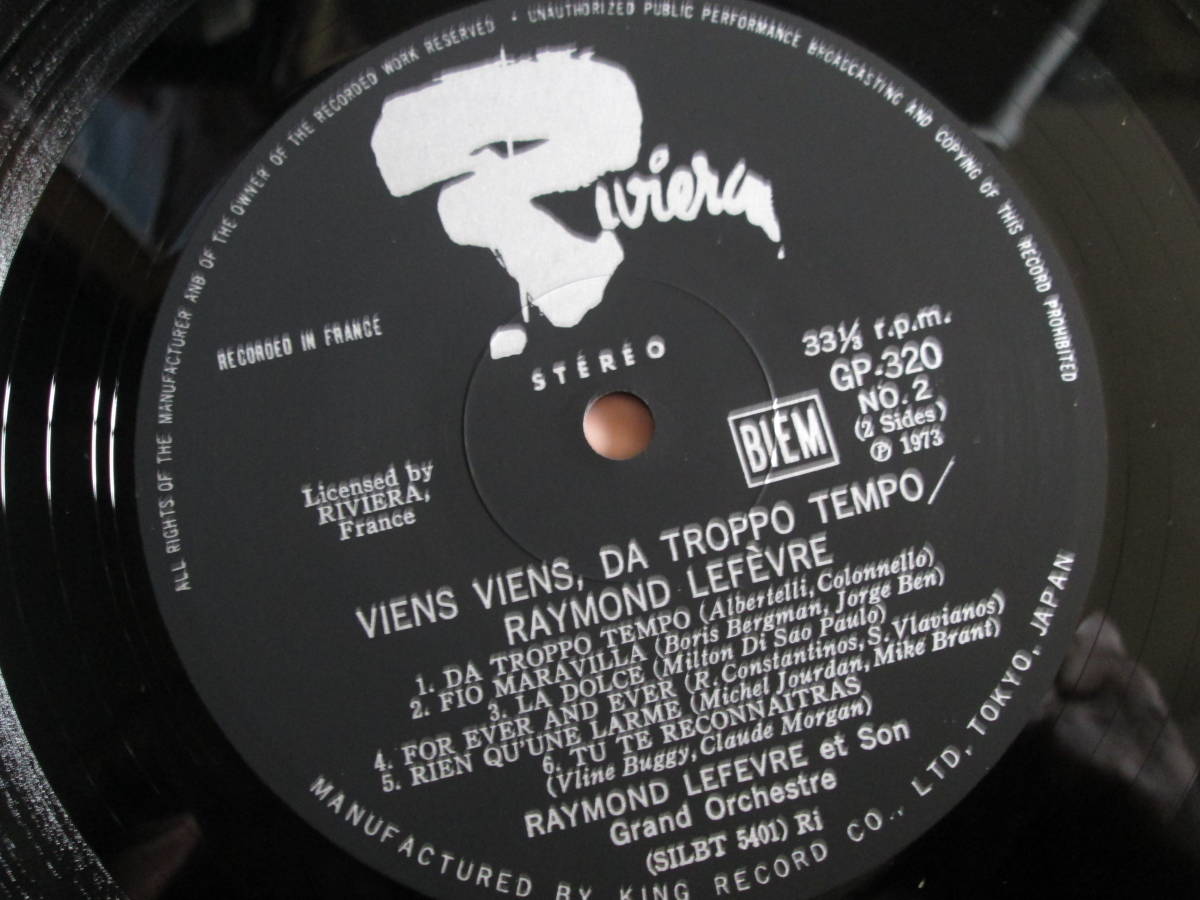 ALL RIGHTS OF THE MANUFACTURER AND OF THE OWNER OF THE RECORDED WORK RESERVED · UNAUTHORIZED PUBLIC PERFORMANCE BROADCASTING AND COPYING OF THIS RECORD PROHIBITED
Riviera
RECORDED IN FRANCE
STÉRÉO
33⅓ r.p.m.
GP-320
NO. 2
(2 Sides)
Ⓟ 1973
BIEM
Licensed by
RIVIERA,
France
VIENS VIENS, DA TROPPO TEMPO/
RAYMOND LEFÈVRE
1. DA TROPPO TEMPO (Albertelli, Colonnello)
2. FIO MARAVILLA (Boris Bergman, Jorge Ben)
3. LA DOLCE (Milton Di Sao Paulo)
4. FOR EVER AND EVER (R. Constantinos, S. Vlavianos)
5. RIEN QU'UNE LARME (Michel Jourdan, Mike Brant)
6. TU TE RECONNAITRAS
(Vline Buggy, Claude Morgan)
RAYMOND LEFEVRE et Son
Grand Orchestre
(SILBT 5401) Ri
MANUFACTURED BY KING RECORD CO., LTD, TOKYO, JAPAN